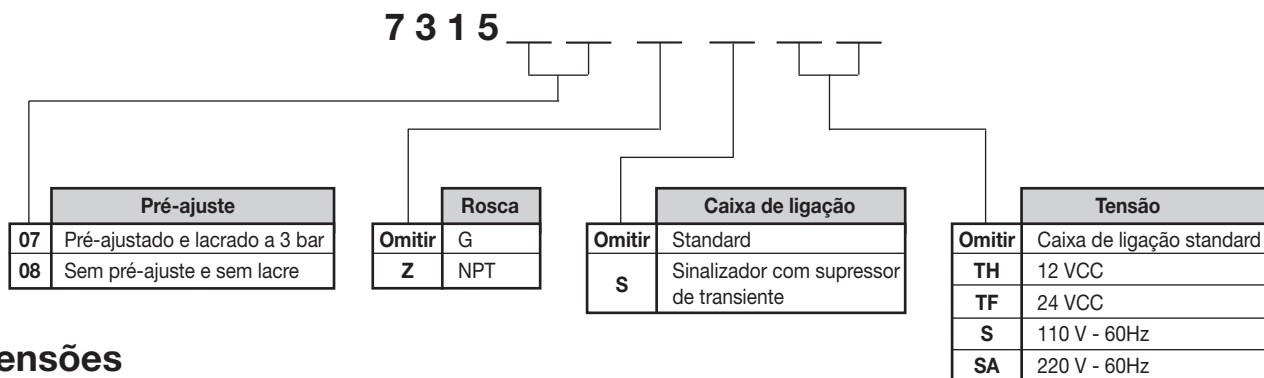 7 3 1 5
Pré-ajuste
07 Pré-ajustado e lacrado a 3 bar
08 Sem pré-ajuste e sem lacre
Rosca
Omitir G
Z NPT
Caixa de ligação
Omitir Standard
S Sinalizador com supressor
de transiente
Tensão
Omitir Caixa de ligação standard
TH 12 VCC
TF 24 VCC
S 110 V - 60Hz
SA 220 V - 60Hz
ensões